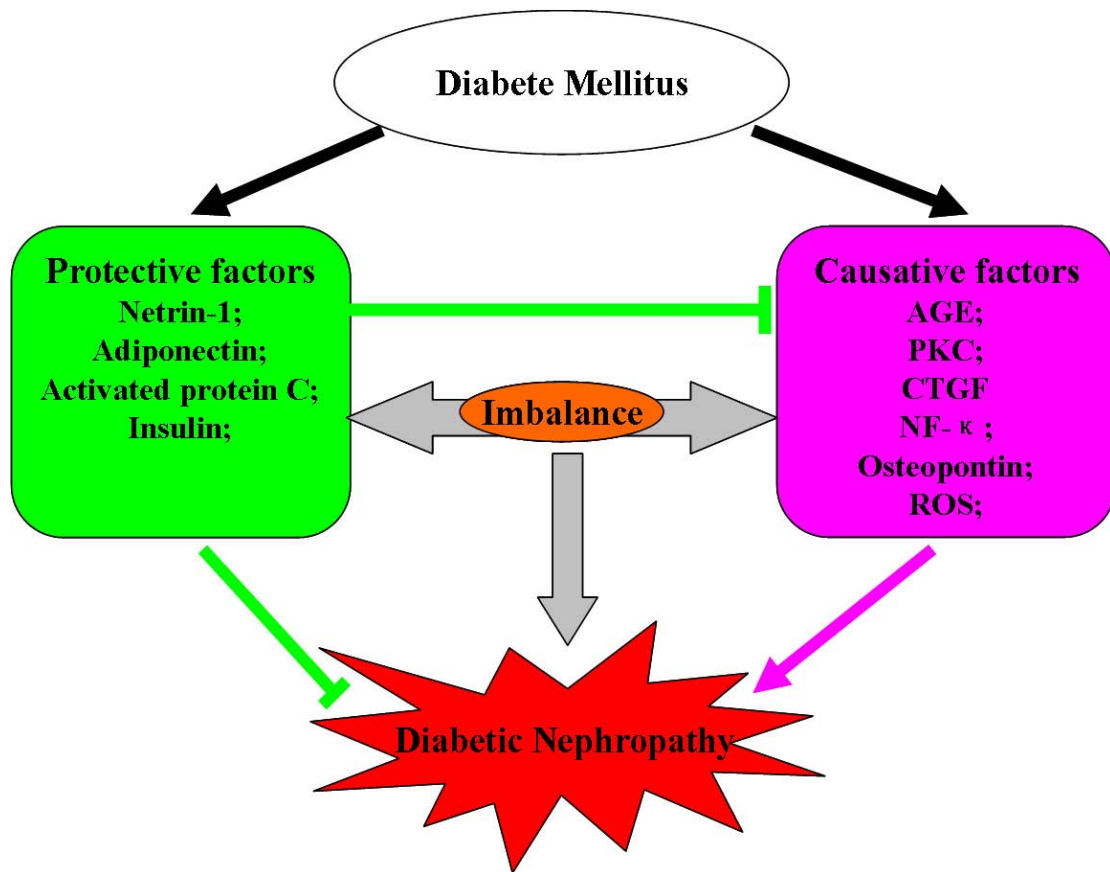 Diabete Mellitus
Protective factors
Netrin-1;
Adiponectin;
Activated protein C;
Insulin;
Causative factors
AGE;
PKC;
CTGF
NF-κ;
Osteopontin;
ROS;
Imbalance
Diabetic Nephropathy